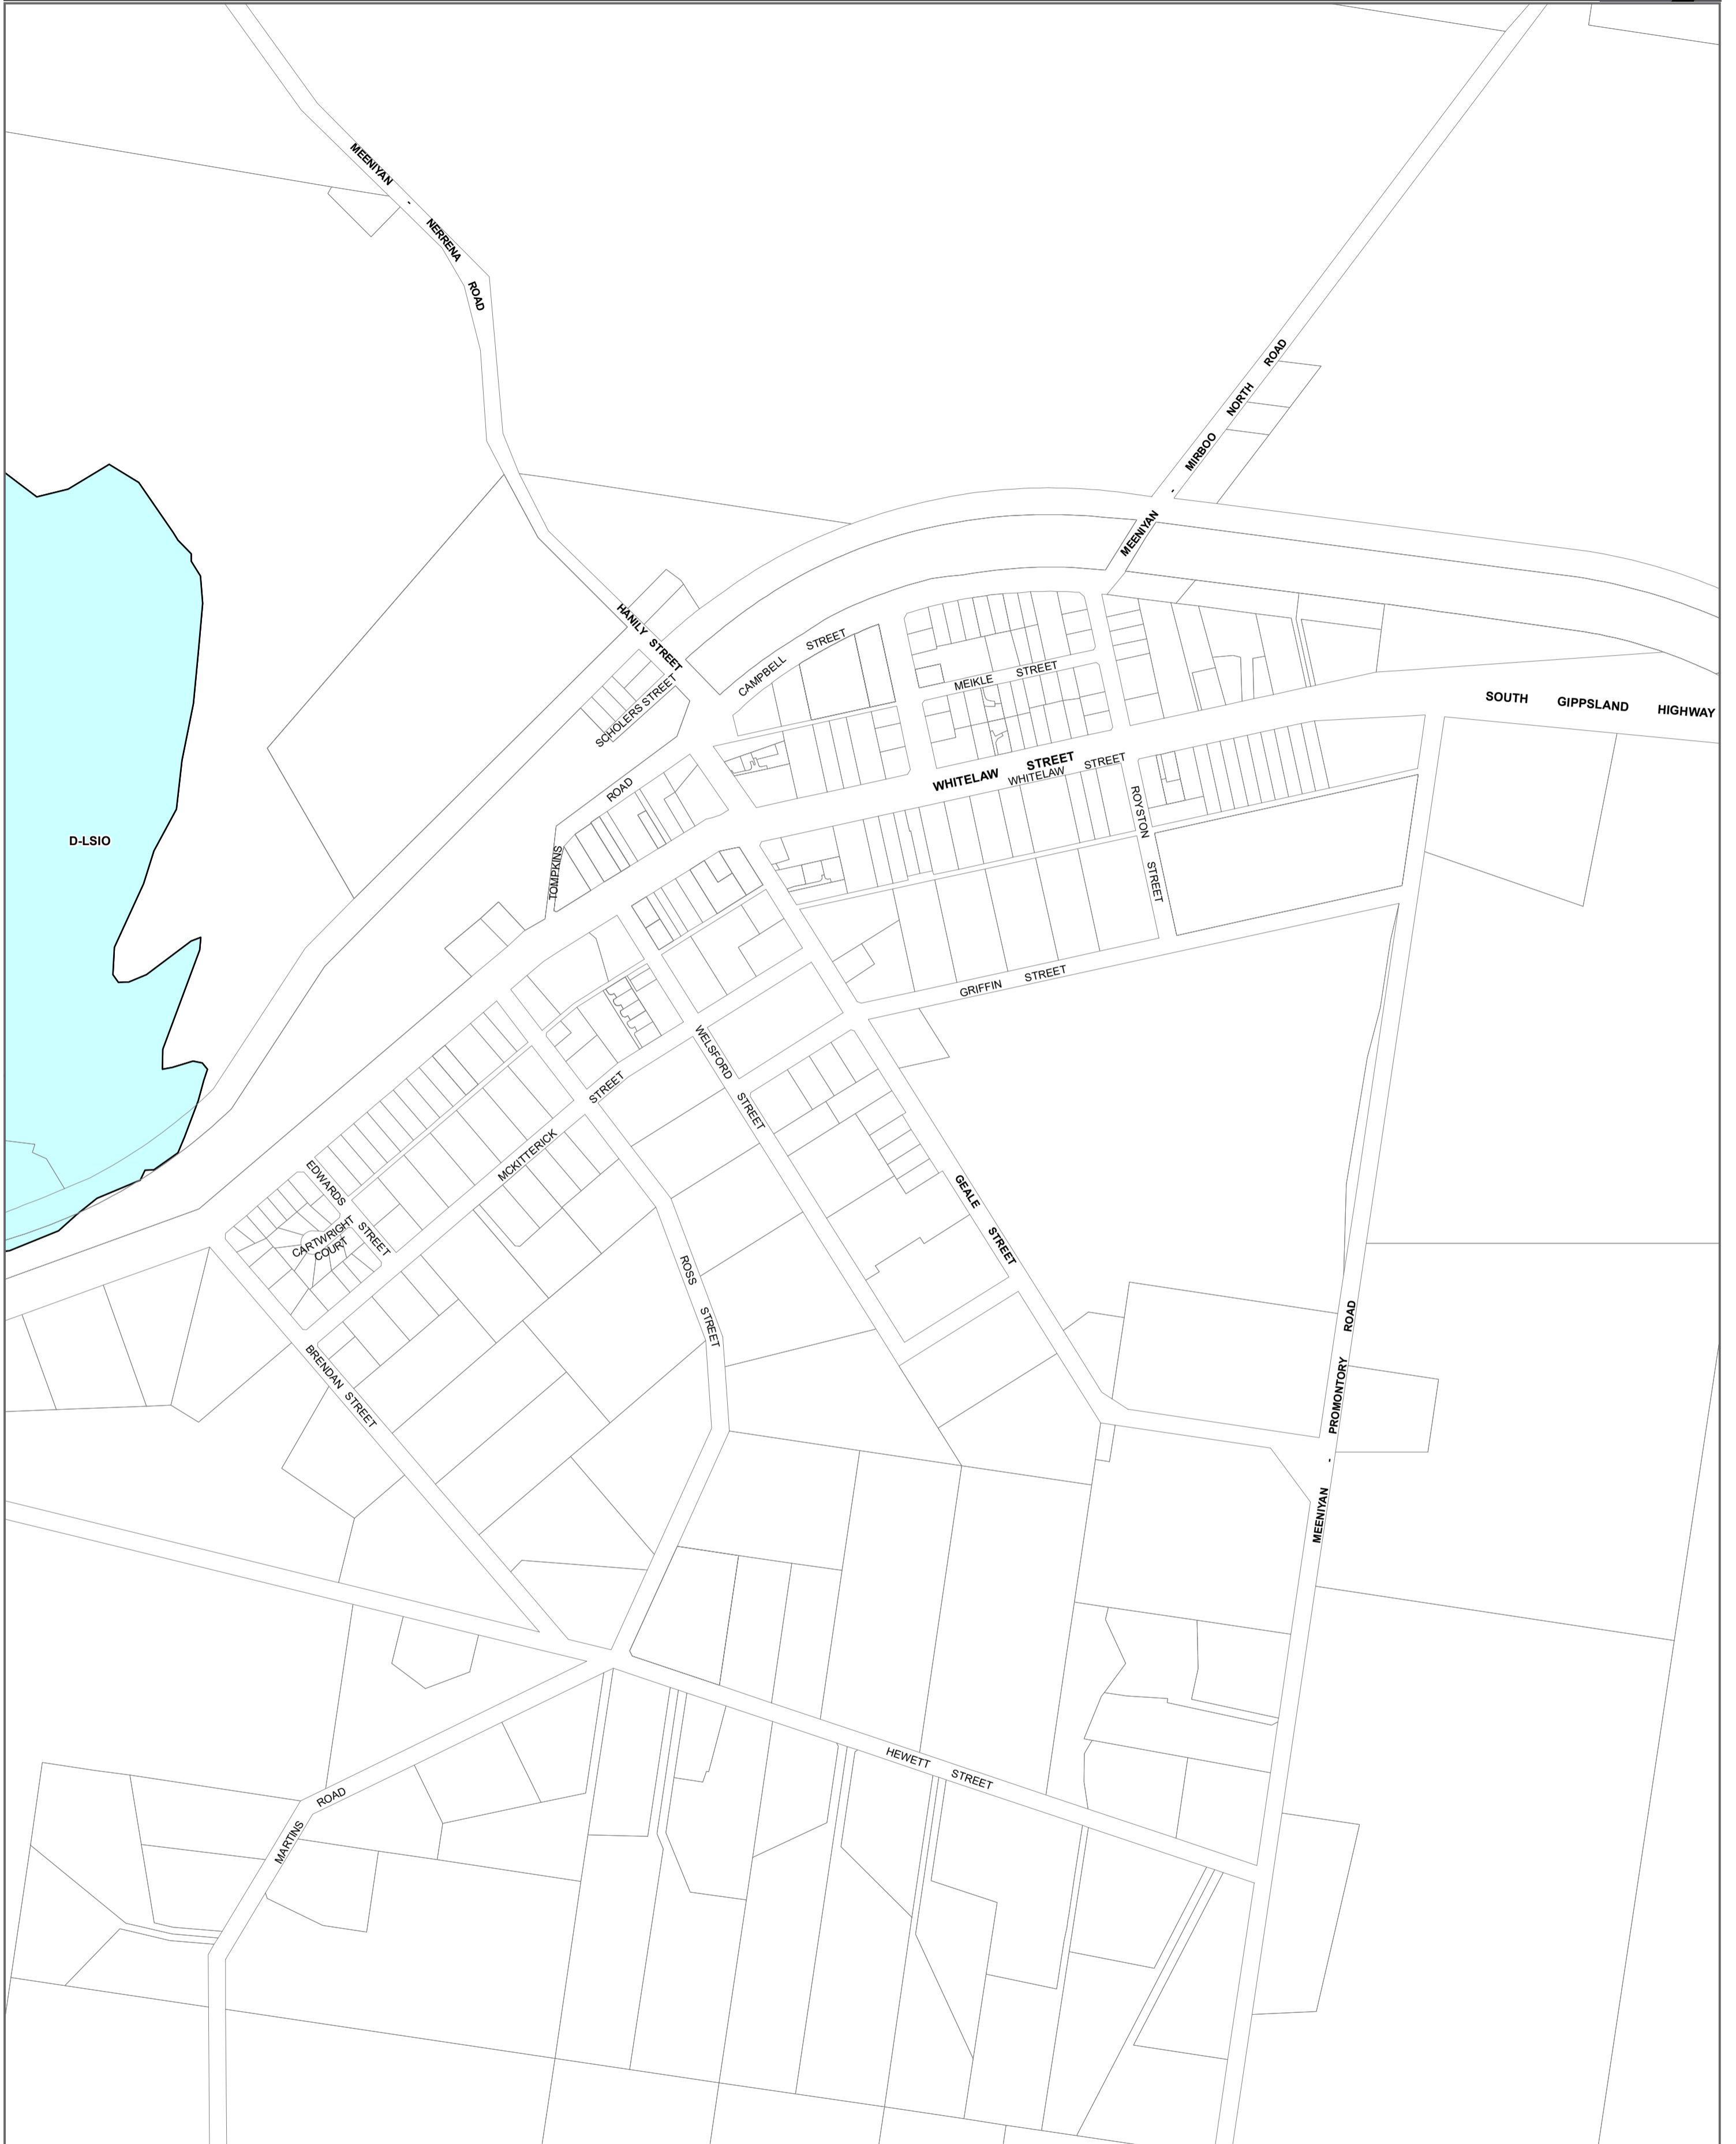 MEENIYAN
-
NERRENA
ROAD
ROAD
NORTH
MIRBOO
-
MEENIYAN
HANILY STREET
SCHOLERS STREET
CAMPBELL STREET
MEIKLE STREET
SOUTH GIPPSLAND HIGHWAY
WHITELAW STREET
WHITELAW STREET
ROAD
TOMPKINS
ROYSTON
STREET
D-LSIO
GRIFFIN STREET
WELSFORD
STREET
STREET
MCKITTERICK
EDWARDS
STREET
CARTWRIGHT
COURT
GEALE
STREET
ROSS
STREET
BRENDAN STREET
ROAD
PROMONTORY
-
MEENIYAN
HEWETT STREET
ROAD
MARTINS